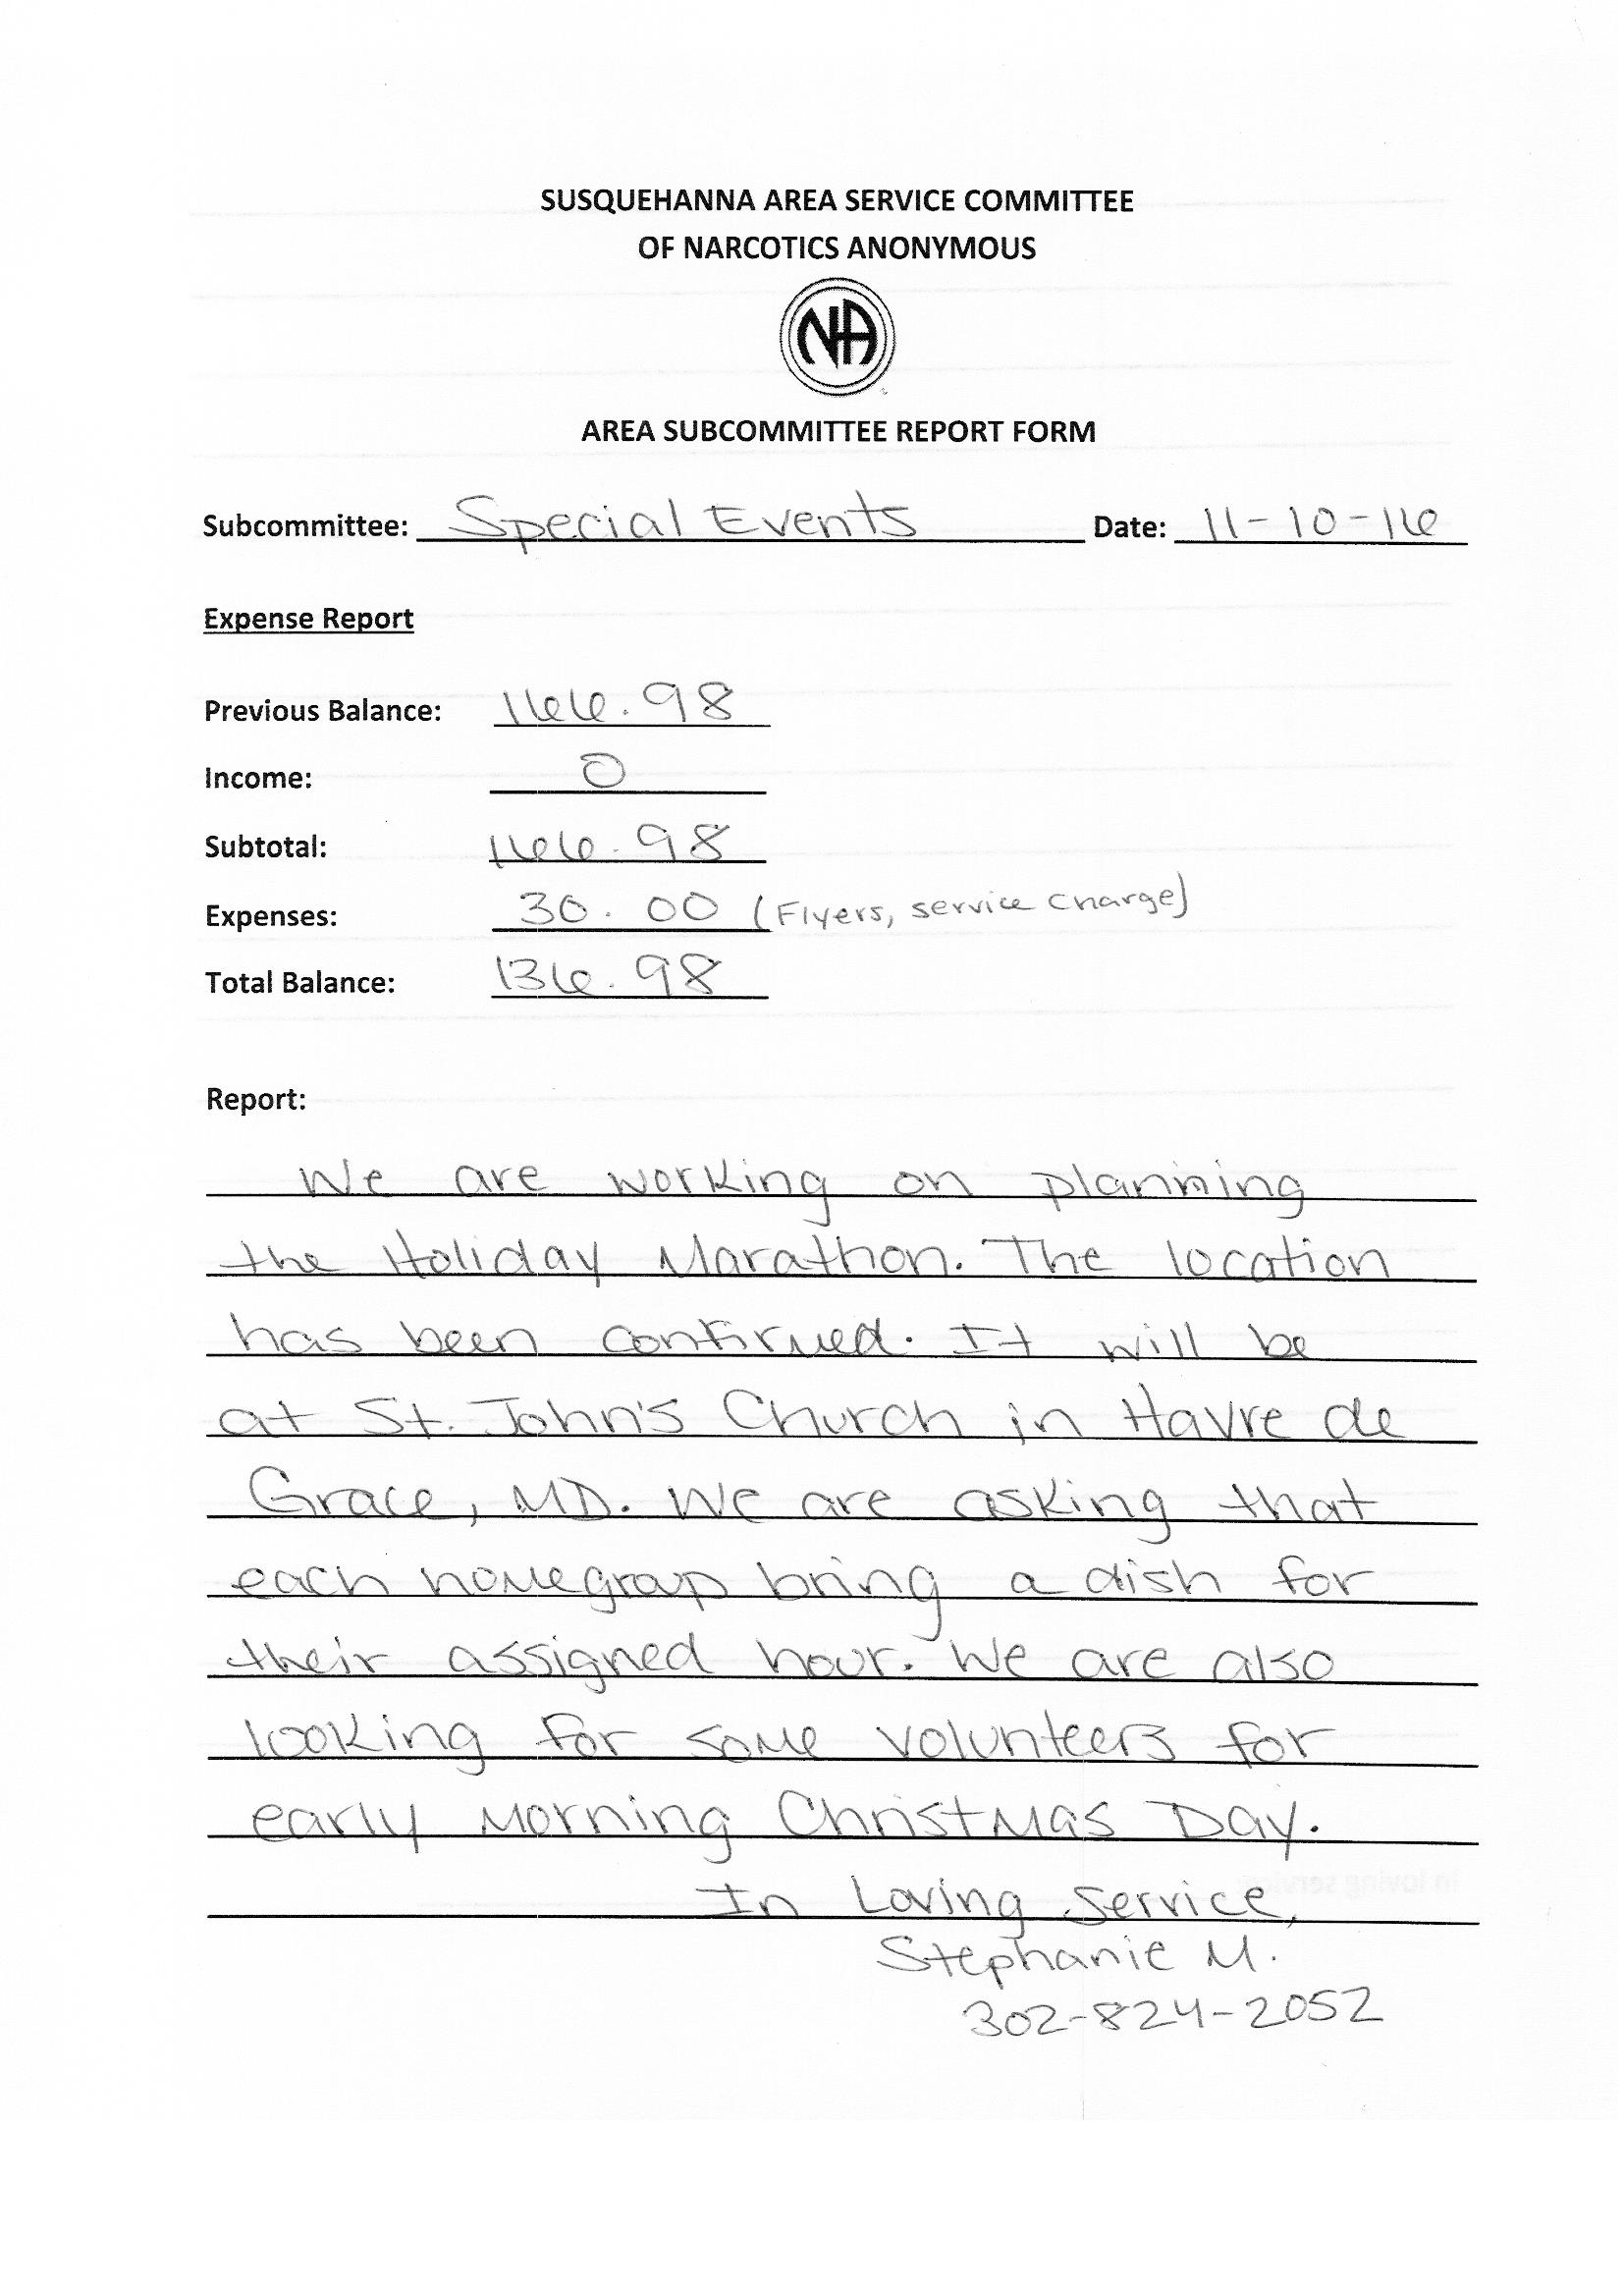 SUSQUEHANNA AREA SERVICE COMMITTEE
OF NARCOTICS ANONYMOUS
NA
AREA SUBCOMMITTEE REPORT FORM
Subcommittee: Special Events Date: 11-10-16
Expense Report
Previous Balance: 166.98
Income: 0
Subtotal: 166.98
Expenses: 30.00 (Flyers, service charge)
Total Balance: 136.98
Report:
We are working on planning
the Holiday Marathon. The location
has been confirmed. It will be
at St. John's Church in Havre de
Grace, MD. We are asking that
each homegroup bring a dish for
their assigned hour. We are also
looking for some volunteers for
early morning Christmas Day.
In loving service
In Loving Service,
Stephanie M.
302-824-2052